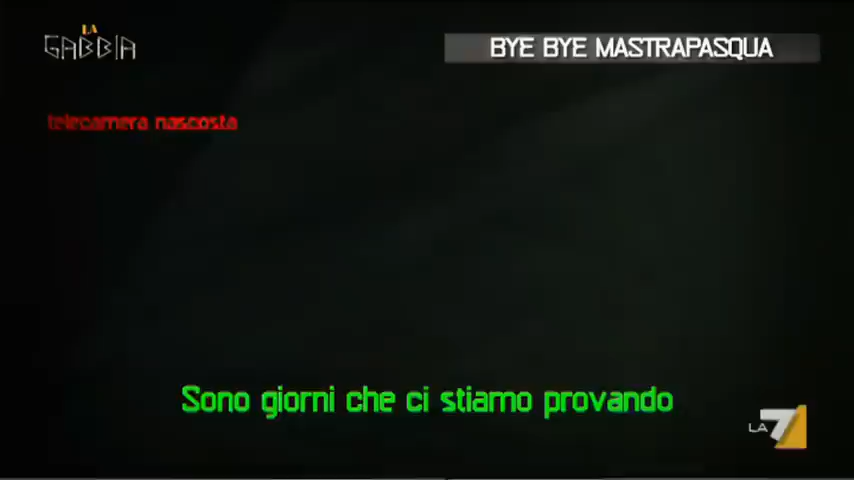 LA
GABBIA
BYE BYE MASTRAPASQUA
telecamera nascosta
Sono giorni che ci stiamo provando
LA7